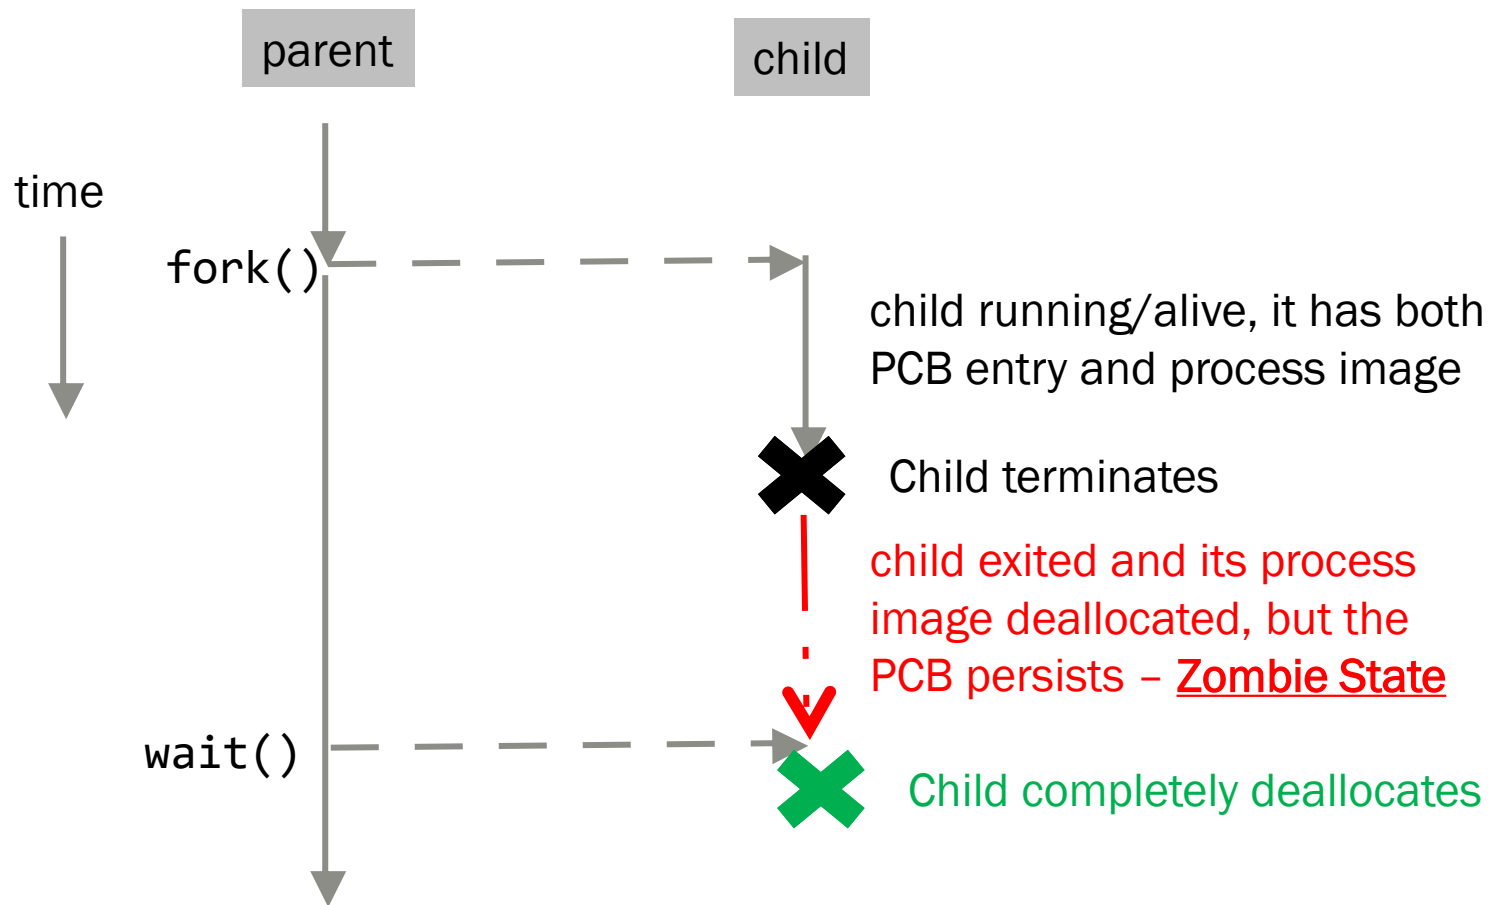 parent
child
time
fork()
child running/alive, it has both
PCB entry and process image
Child terminates
child exited and its process
image deallocated, but the
PCB persists – Zombie State
wait()
Child completely deallocates